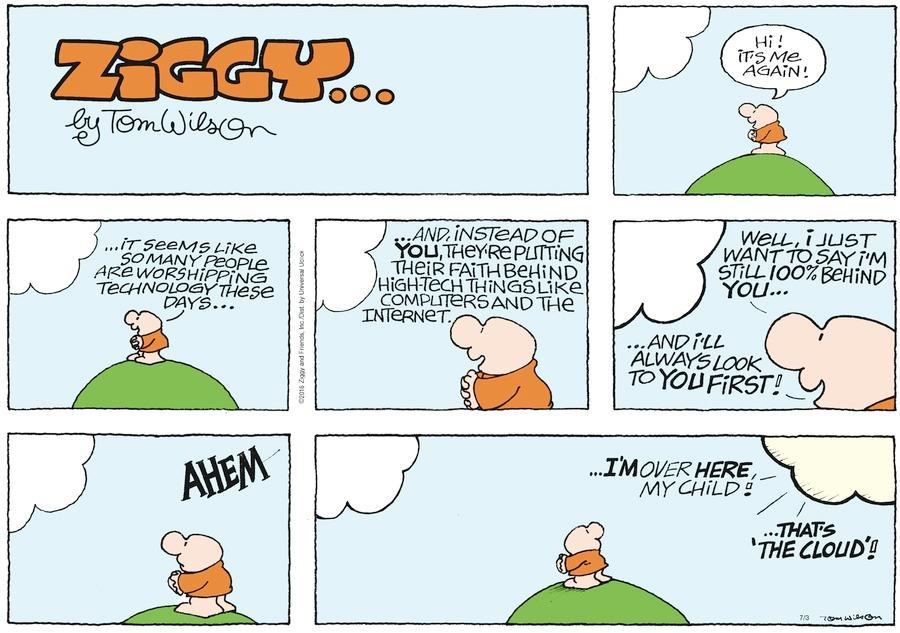 ZiGGY...
by Tom Wilson
Hi!
iT'S Me
AGAiN!
...iT SeeMS LiKe
SO MANY PeOPLe
ARe WORSHiPPiNG
TeCHNOLOGY THeSe
DAYS...
©2016 Ziggy and Friends, Inc./Dist. by Universal Uclick
...AND, iNSTeAD OF
YOU, THeY'Re PUTTiNG
THeiR FAiTH BeHiND
HiGH-TeCH THiNGS LiKe
COMPUTeRS AND THe
iNTeRNeT.
WeLL, i JUST
WANT TO SAY i'M
STiLL 100% BeHiND
YOU...
...AND i'LL
ALWAYS LOOK
TO YOU FiRST!
AHEM
...I'M OVeR HeRe,
MY CHiLD!
...THAT'S
'THe CLOUD'!
7/3 Tom Wilson